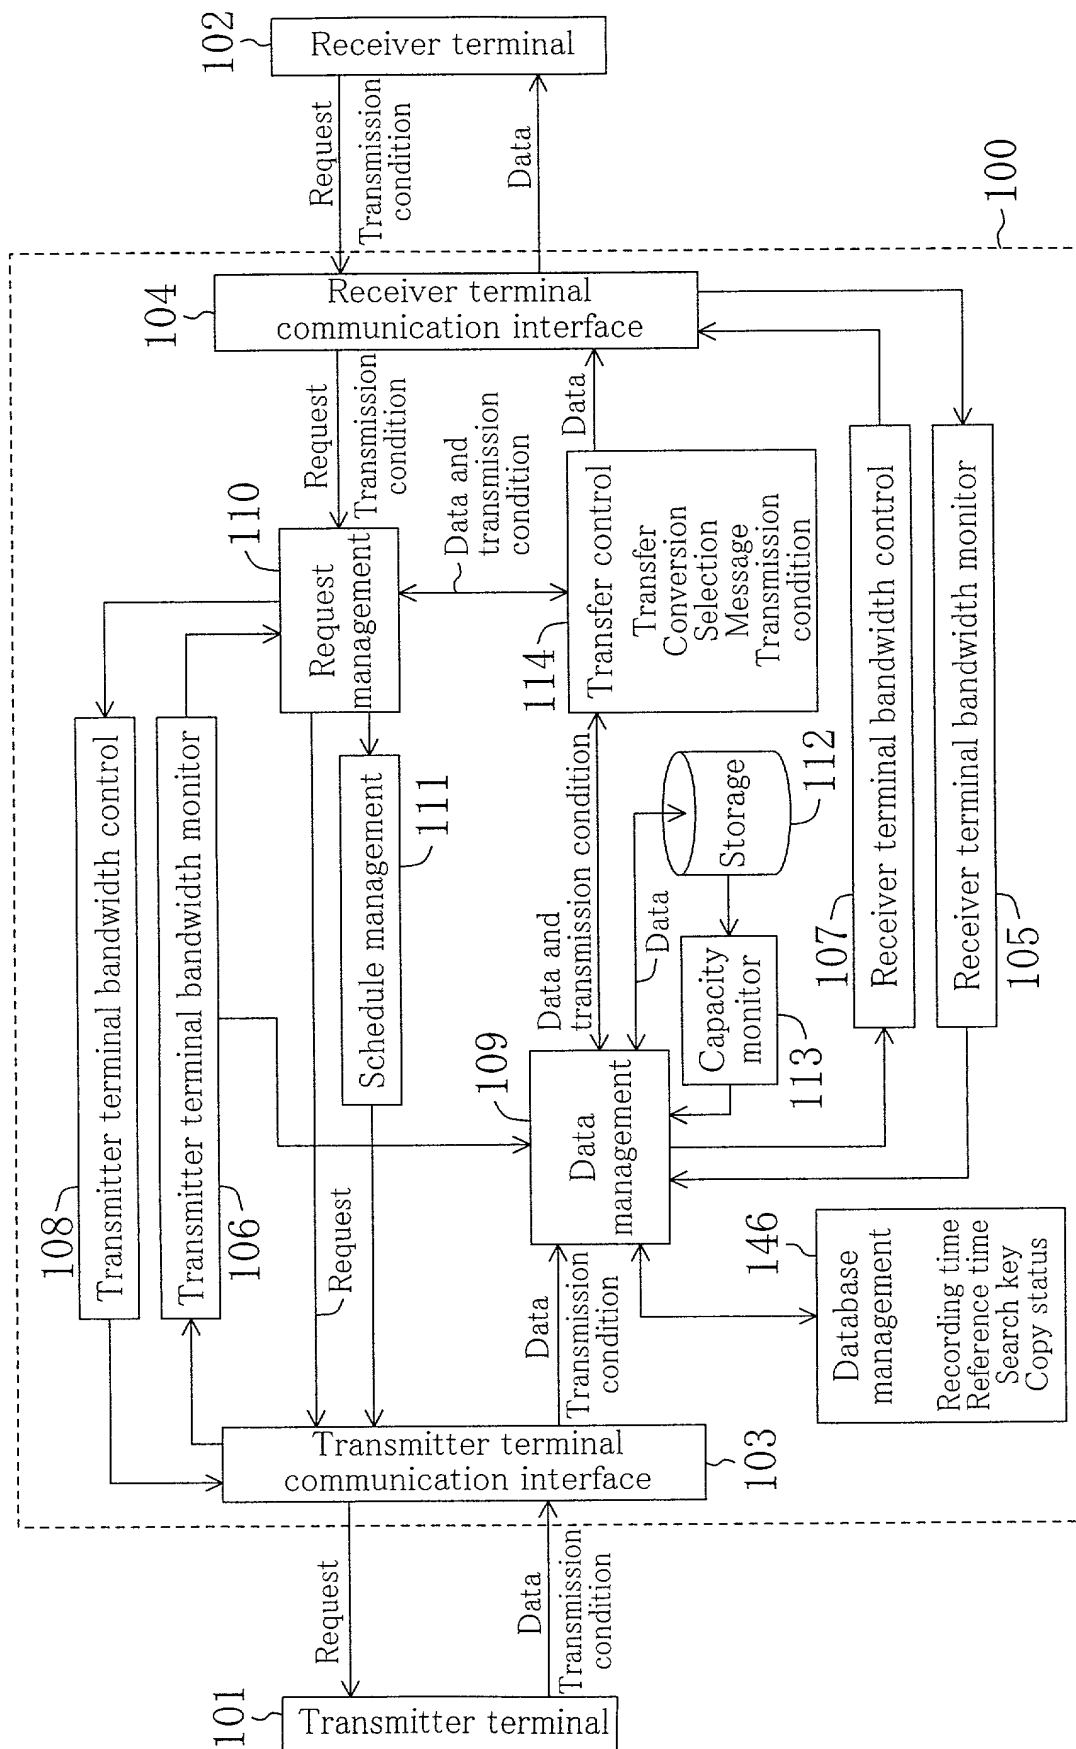 108
Transmitter terminal bandwidth control
Transmitter terminal bandwidth monitor
106
110
Request
management
Request
Transmission
condition
104
Receiver terminal
communication interface
Request
Transmission
condition
102
Receiver terminal
Data
100
Request
Schedule management
111
Data and
transmission
condition
101
Transmitter terminal
Request
Data
Transmission
condition
Transmitter terminal
communication interface
103
Data
Transmission
condition
109
Data
management
Data and
transmission condition
Data
Storage
112
Capacity
monitor
113
114
Transfer control
Transfer
Conversion
Selection
Message
Transmission
condition
Data
146
Database
management
Recording time
Reference time
Search key
Copy status
107
Receiver terminal bandwidth control
Receiver terminal bandwidth monitor
105